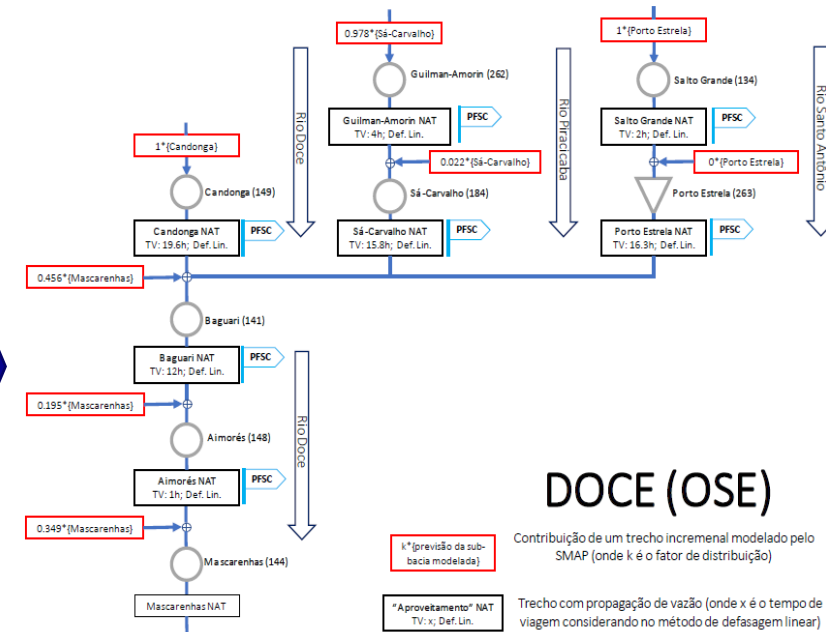 0.978*{Sá-Carvalho}
1*{Porto Estrela}
Guilman-Amorin (262)
Salto Grande (134)
Rio Doce
Guilman-Amorin NAT
TV: 4h; Def. Lin.
PFSC
Rio Piracicaba
Salto Grande NAT
TV: 2h; Def. Lin.
PFSC
Rio Santo Antônio
1*{Candonga}
0.022*{Sá-Carvalho}
0*{Porto Estrela}
Candonga (149)
Sá-Carvalho (184)
Porto Estrela (263)
Candonga NAT
TV: 19.6h; Def. Lin.
PFSC
Sá-Carvalho NAT
TV: 15.8h; Def. Lin.
PFSC
Porto Estrela NAT
TV: 16.3h; Def. Lin.
PFSC
0.456*{Mascarenhas}
Baguari (141)
Baguari NAT
TV: 12h; Def. Lin.
PFSC
0.195*{Mascarenhas}
Rio Doce
Aimorés (148)
Aimorés NAT
TV: 1h; Def. Lin.
PFSC
0.349*{Mascarenhas}
Mascarenhas (144)
Mascarenhas NAT
DOCE (OSE)
k*{previsão da sub-
bacia modelada}
Contribuição de um trecho incremenal modelado pelo
SMAP (onde k é o fator de distribuição)
"Aproveitamento" NAT
TV: x; Def. Lin.
Trecho com propagação de vazão (onde x é o tempo de
viagem considerando no método de defasagem linear)